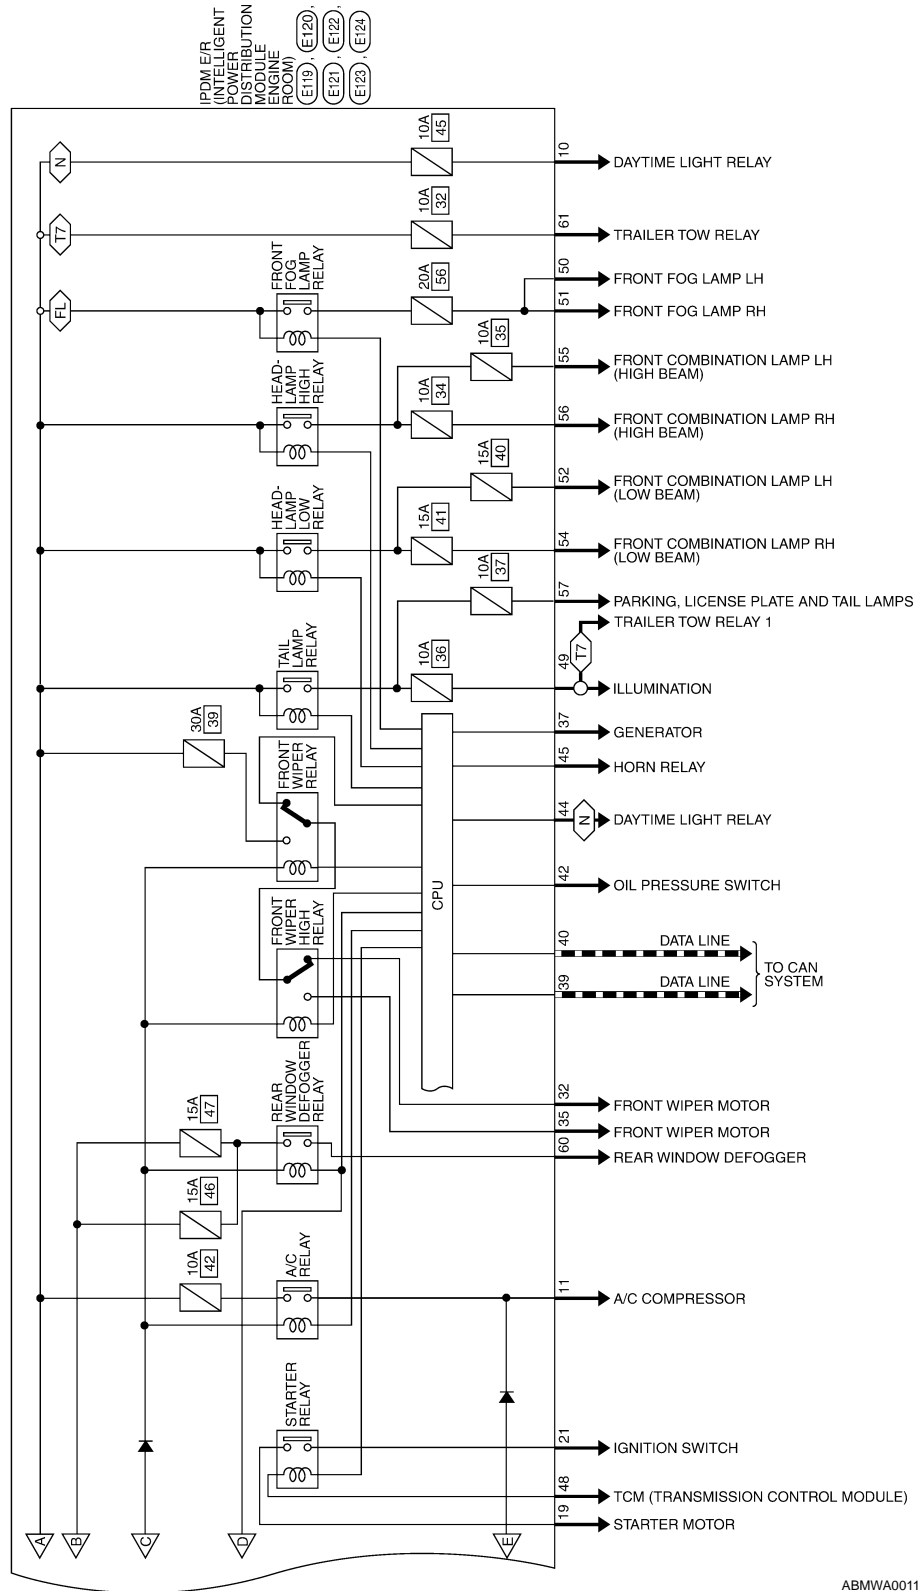 IPDM E/R
(INTELLIGENT
POWER
DISTRIBUTION
MODULE
ENGINE
ROOM)
E119 , E120 ,
E121 , E122 ,
E123 , E124
N
10A
45
10
DAYTIME LIGHT RELAY
T7
10A
32
61
TRAILER TOW RELAY
FL
FRONT
FOG
LAMP
RELAY
20A
56
50
FRONT FOG LAMP LH
51
FRONT FOG LAMP RH
HEAD-
LAMP
HIGH
RELAY
10A
35
55
FRONT COMBINATION LAMP LH
(HIGH BEAM)
10A
34
56
FRONT COMBINATION LAMP RH
(HIGH BEAM)
HEAD-
LAMP
LOW
RELAY
15A
40
52
FRONT COMBINATION LAMP LH
(LOW BEAM)
15A
41
54
FRONT COMBINATION LAMP RH
(LOW BEAM)
10A
37
57
PARKING, LICENSE PLATE AND TAIL LAMPS
TRAILER TOW RELAY 1
T7
TAIL
LAMP
RELAY
10A
36
49
ILLUMINATION
37
GENERATOR
30A
39
FRONT
WIPER
RELAY
45
HORN RELAY
44
N
DAYTIME LIGHT RELAY
42
OIL PRESSURE SWITCH
CPU
FRONT
WIPER
HIGH
RELAY
40
DATA LINE
39
DATA LINE
TO CAN
SYSTEM
REAR
WINDOW
DEFOGGER
RELAY
32
FRONT WIPER MOTOR
35
FRONT WIPER MOTOR
15A
47
60
REAR WINDOW DEFOGGER
15A
46
10A
42
A/C
RELAY
11
A/C COMPRESSOR
STARTER
RELAY
21
IGNITION SWITCH
48
TCM (TRANSMISSION CONTROL MODULE)
19
STARTER MOTOR
A
B
C
D
E
ABMWA0011